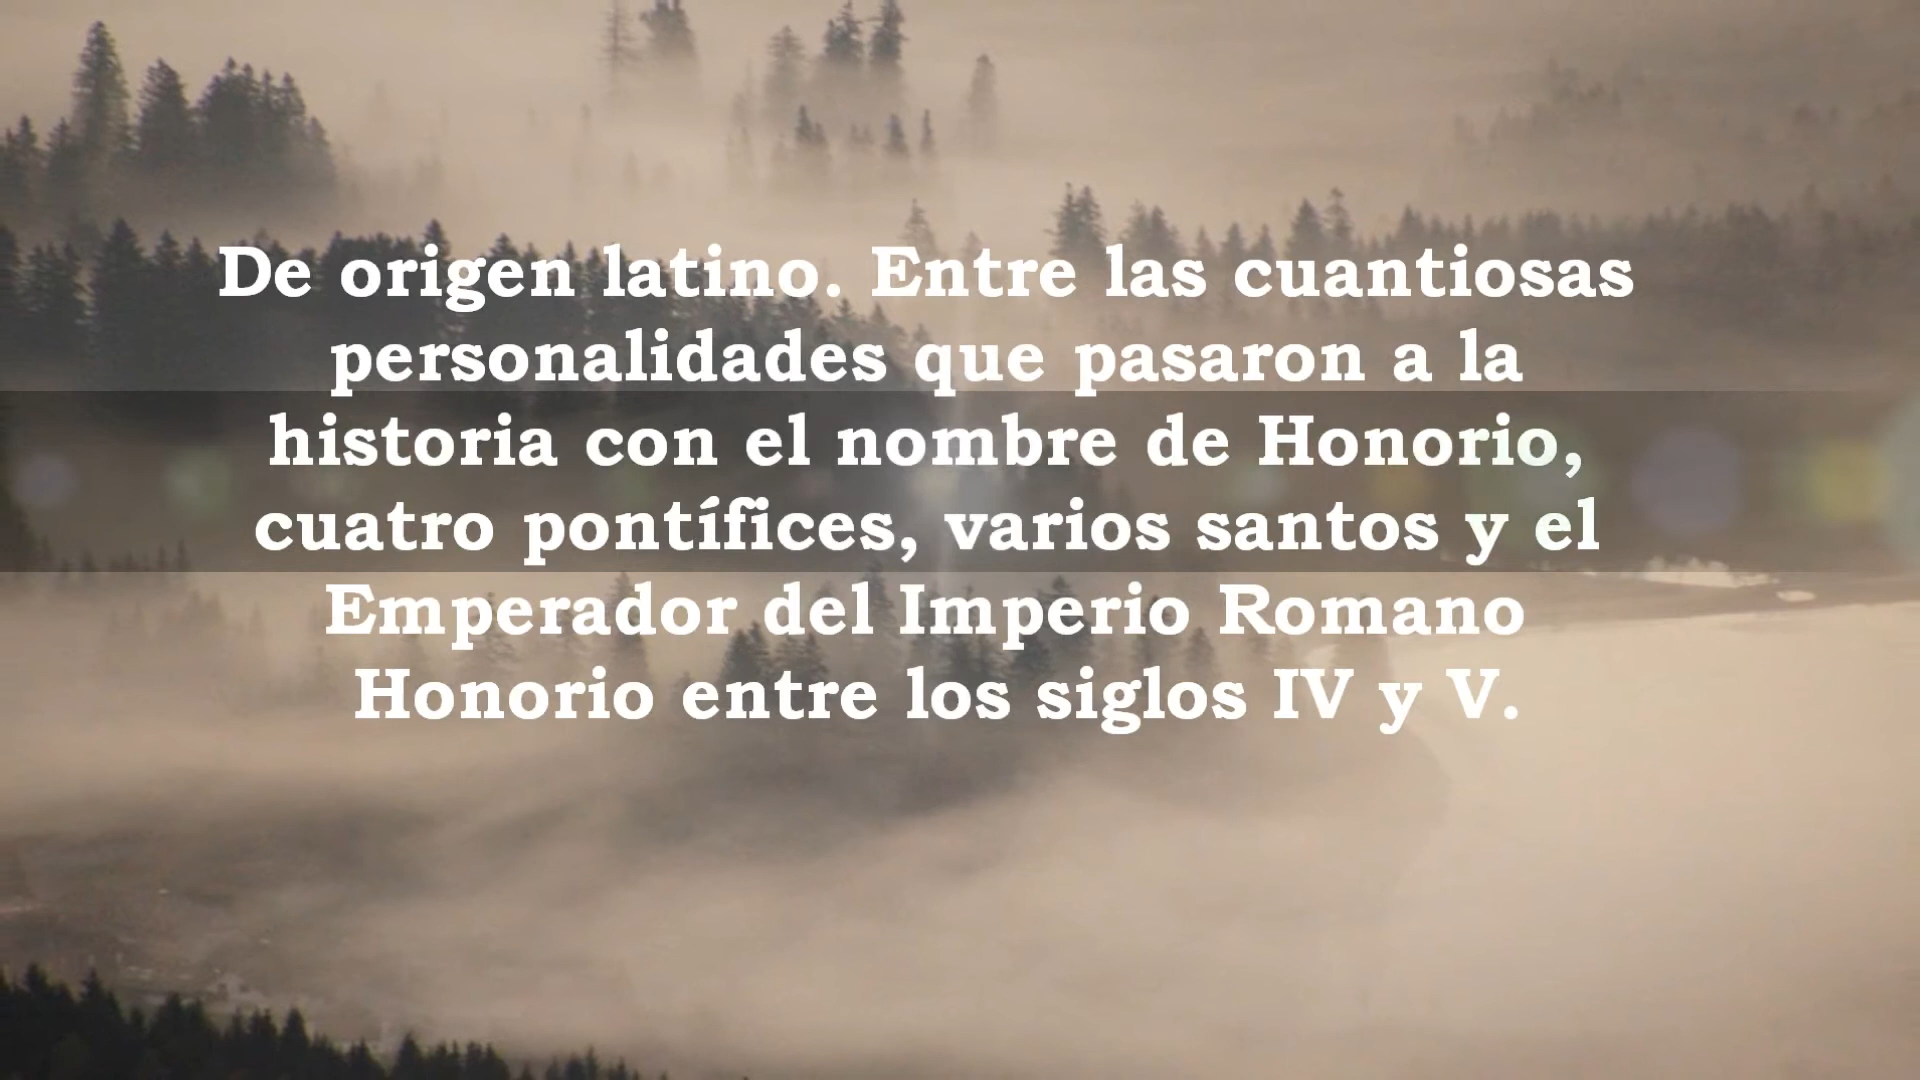 De origen latino. Entre las cuantiosas
personalidades que pasaron a la
historia con el nombre de Honorio,
cuatro pontífices, varios santos y el
Emperador del Imperio Romano
Honorio entre los siglos IV y V.